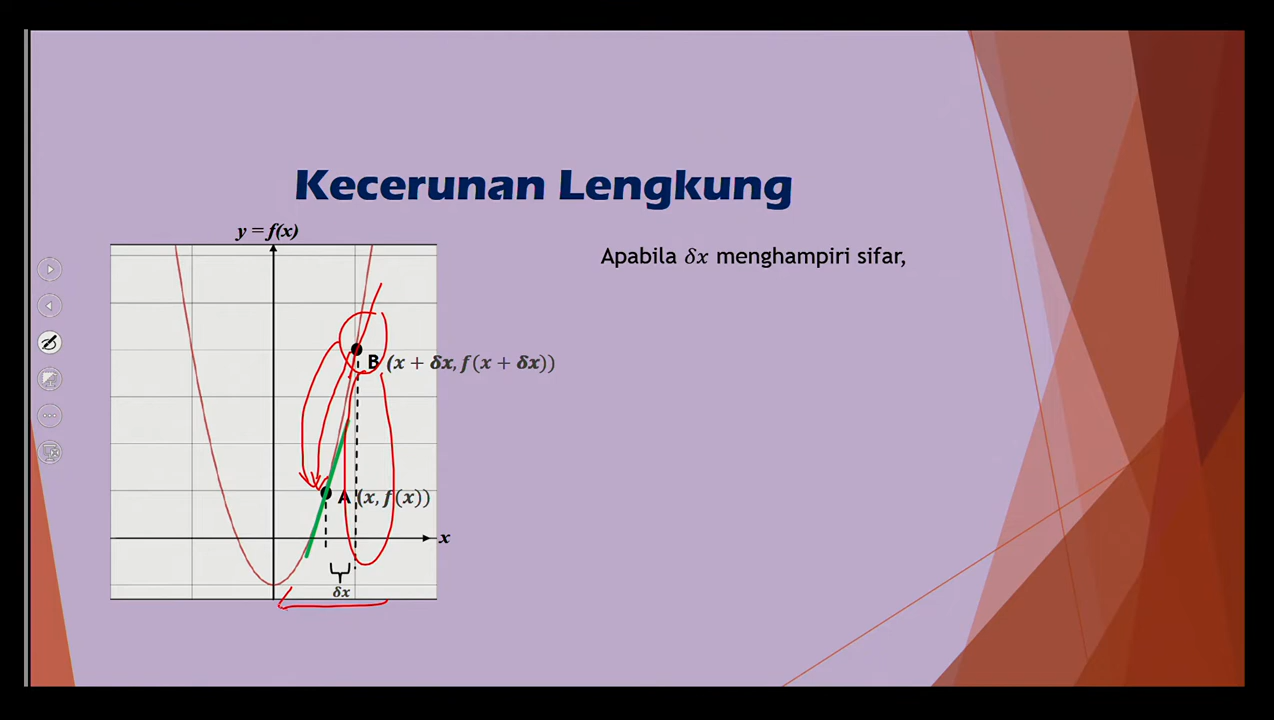 Kecerunan Lengkung
y = f(x)
Apabila δx menghampiri sifar,
B (x + δx, f(x + δx))
A (x, f(x))
x
δx